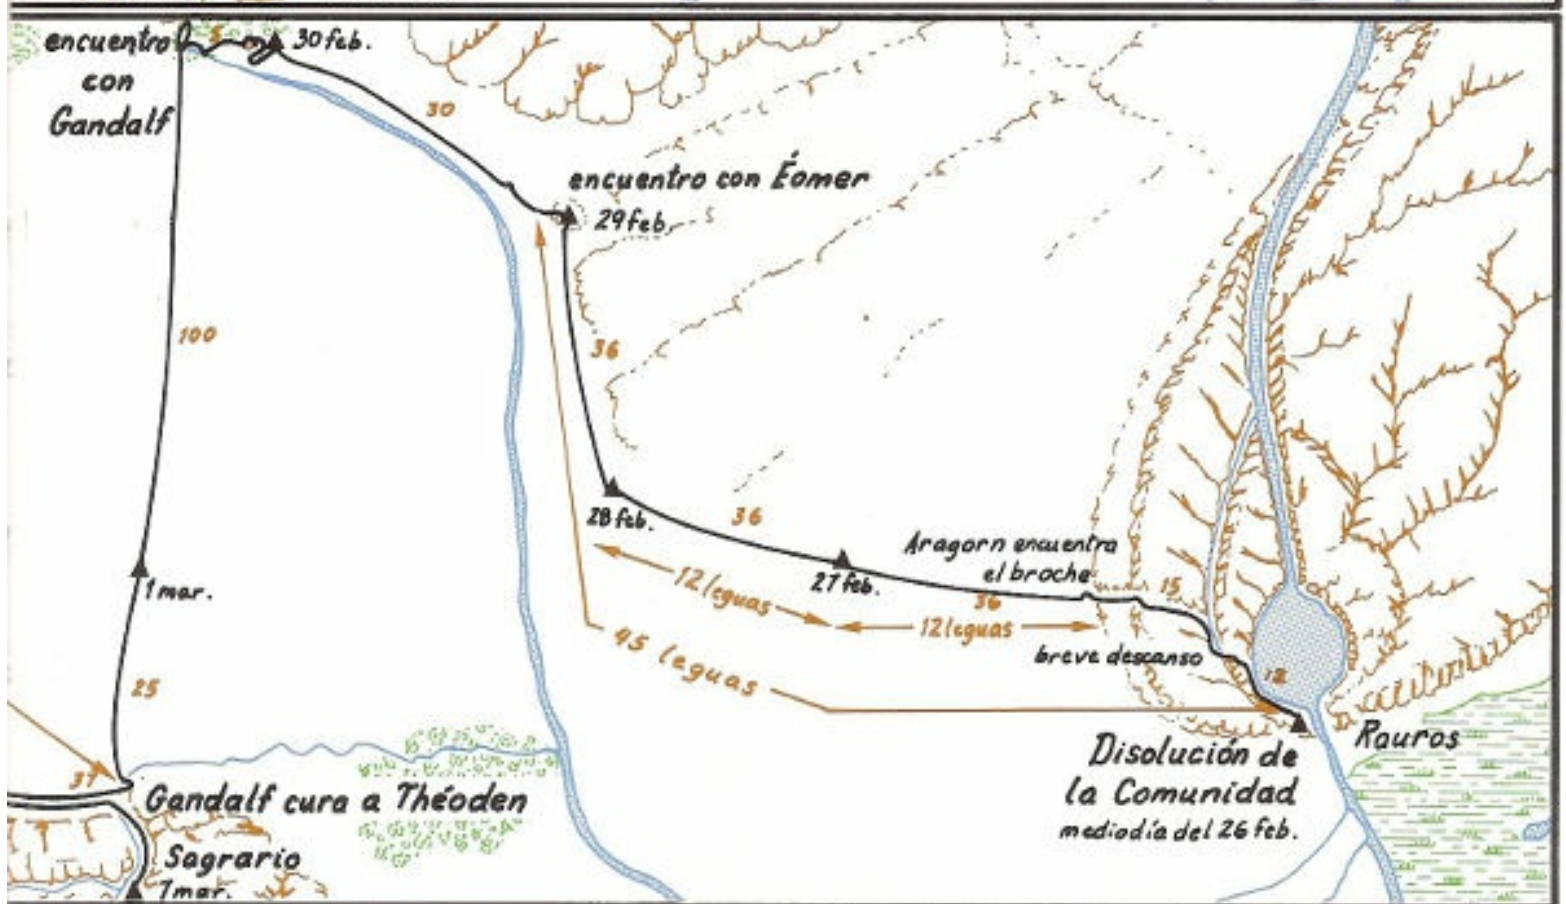 encuentro
con
Gandalf
5
30 feb.
30
encuentro con Éomer
29 feb.
100
36
28 feb.
36
27 feb.
Aragorn encuentra
el broche
36
15
12 leguas
12 leguas
45 leguas
breve descanso
12
1 mar.
25
Disolución de
la Comunidad
mediodía del 26 feb.
Rauros
37
Gandalf cura a Théoden
Sagrario
7 mar.